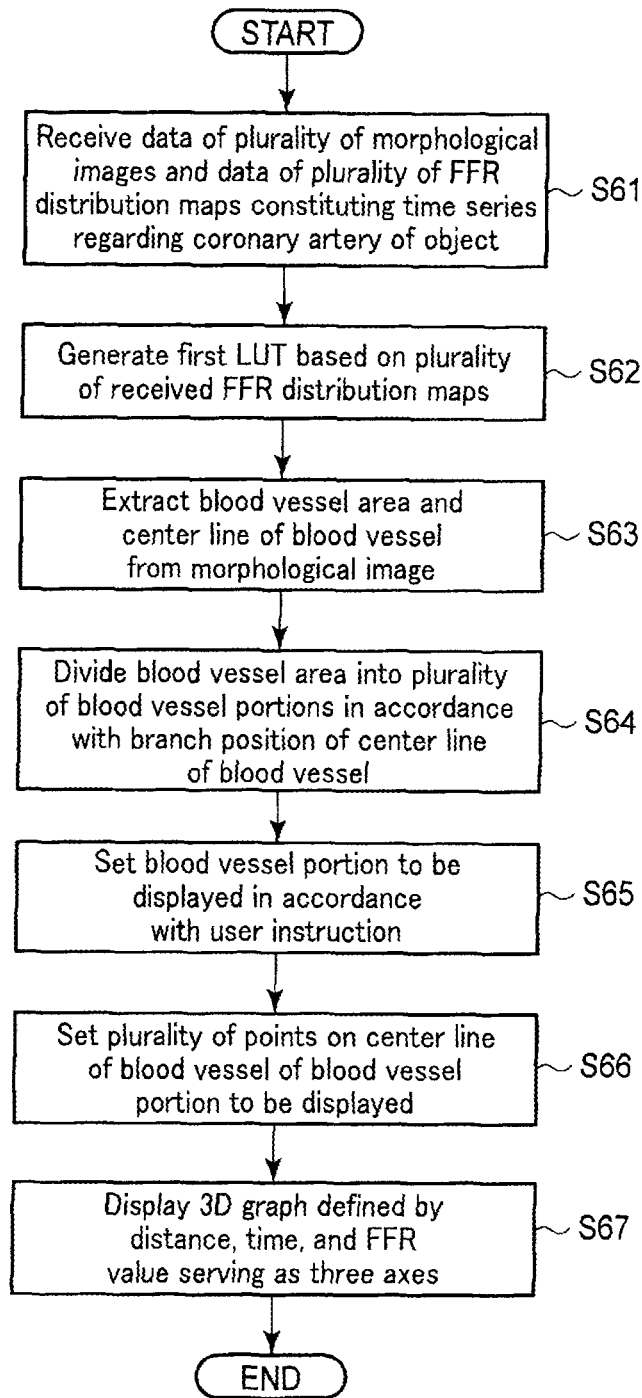 START
Receive data of plurality of morphological
images and data of plurality of FFR
distribution maps constituting time series
regarding coronary artery of object
S61
Generate first LUT based on plurality
of received FFR distribution maps
S62
Extract blood vessel area and
center line of blood vessel
from morphological image
S63
Divide blood vessel area into plurality
of blood vessel portions in accordance
with branch position of center line
of blood vessel
S64
Set blood vessel portion to be
displayed in accordance
with user instruction
S65
Set plurality of points on center line
of blood vessel of blood vessel
portion to be displayed
S66
Display 3D graph defined by
distance, time, and FFR
value serving as three axes
S67
END